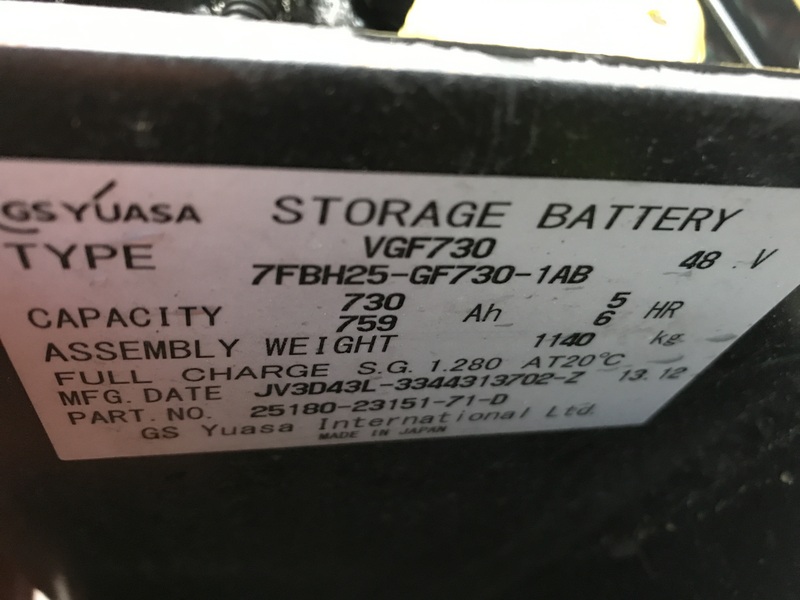 GS YUASA STORAGE BATTERY
TYPE VGF730 48 V
7FBH25-GF730-1AB
CAPACITY 730 Ah 5 HR
759 6
ASSEMBLY WEIGHT 1140 kg
FULL CHARGE S.G. 1.280 AT20℃
MFG. DATE JV3D43L-3344313702-Z 13.12
PART. NO. 25180-23151-71-D
GS Yuasa International Ltd.
MADE IN JAPAN